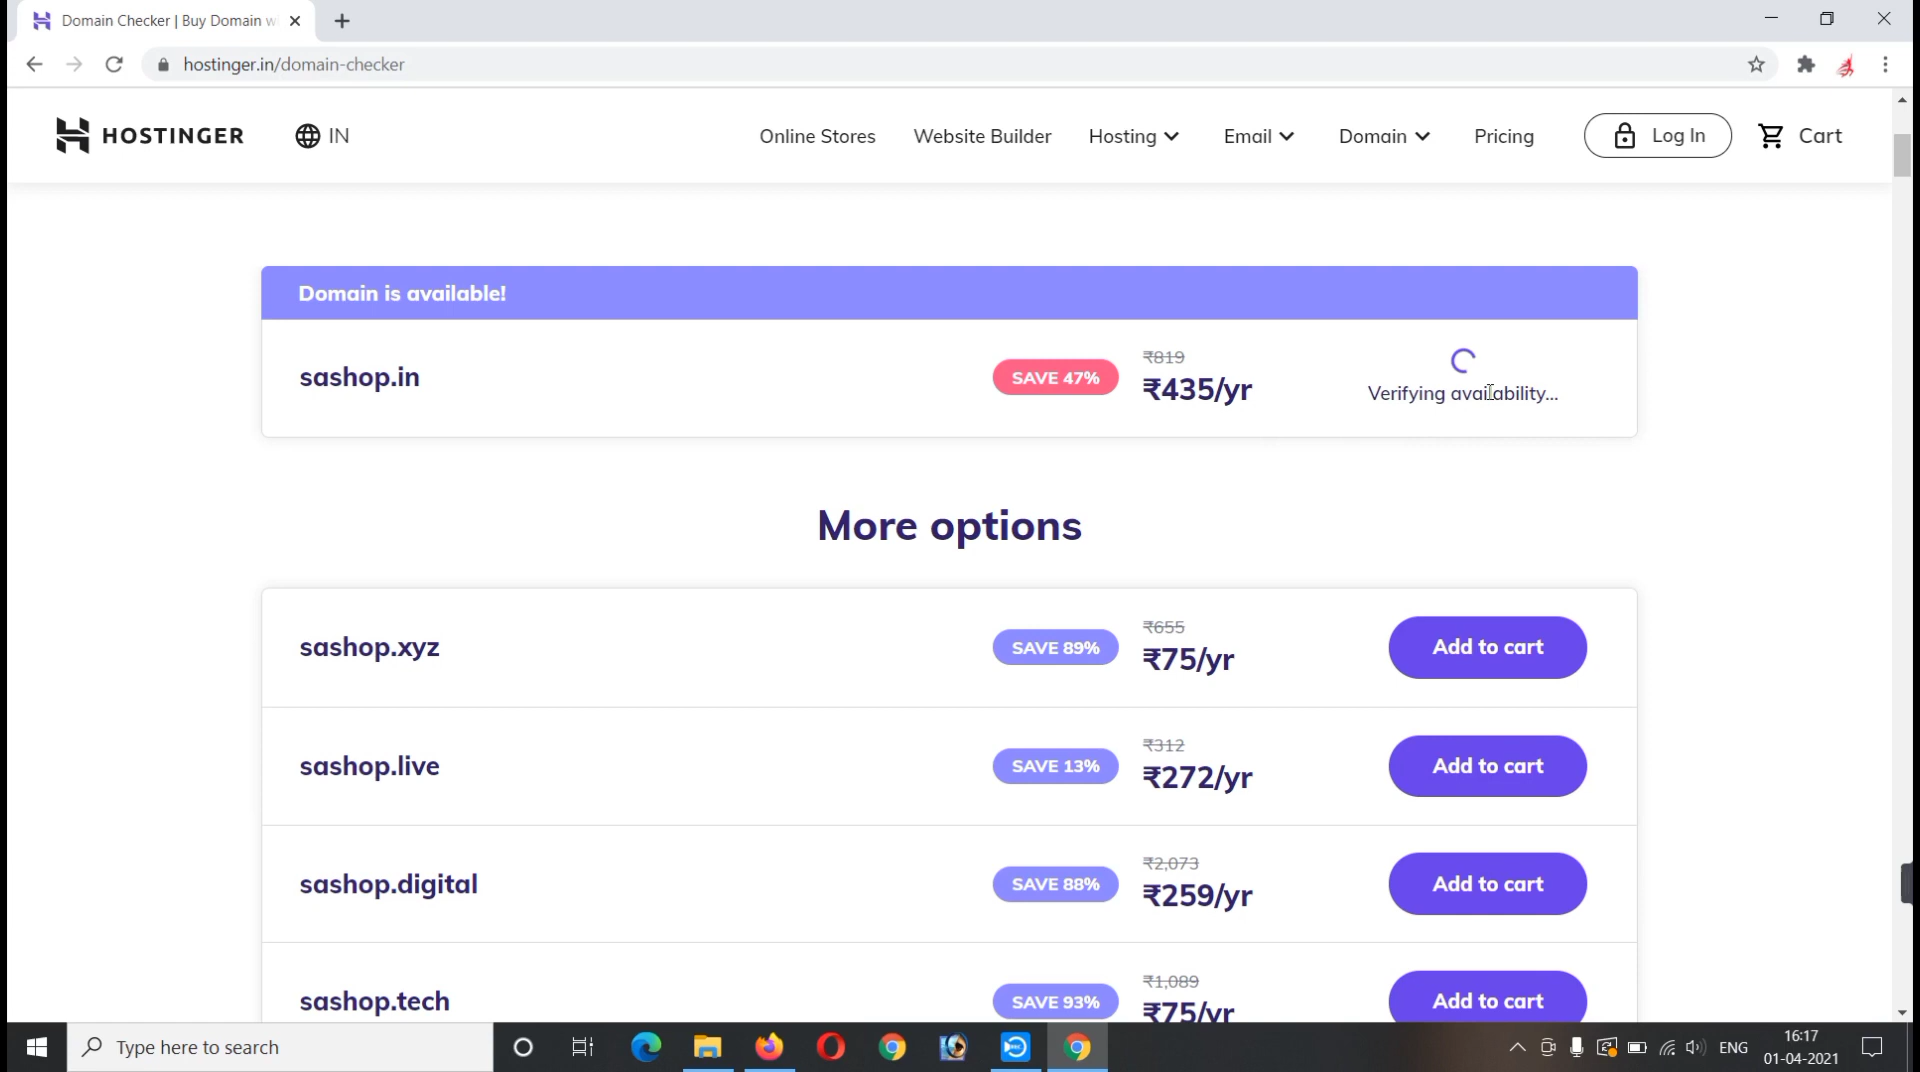 Domain Checker | Buy Domain w
hostinger.in/domain-checker
HOSTINGER
IN
Online Stores
Website Builder
Hosting
Email
Domain
Pricing
Log In
Cart
Domain is available!
sashop.in
SAVE 47%
₹819
₹435/yr
Verifying availability...
More options
sashop.xyz
SAVE 89%
₹655
₹75/yr
Add to cart
sashop.live
SAVE 13%
₹312
₹272/yr
Add to cart
sashop.digital
SAVE 88%
₹2,073
₹259/yr
Add to cart
sashop.tech
SAVE 93%
₹1,089
₹75/yr
Add to cart
Type here to search
ENG
16:17
01-04-2021